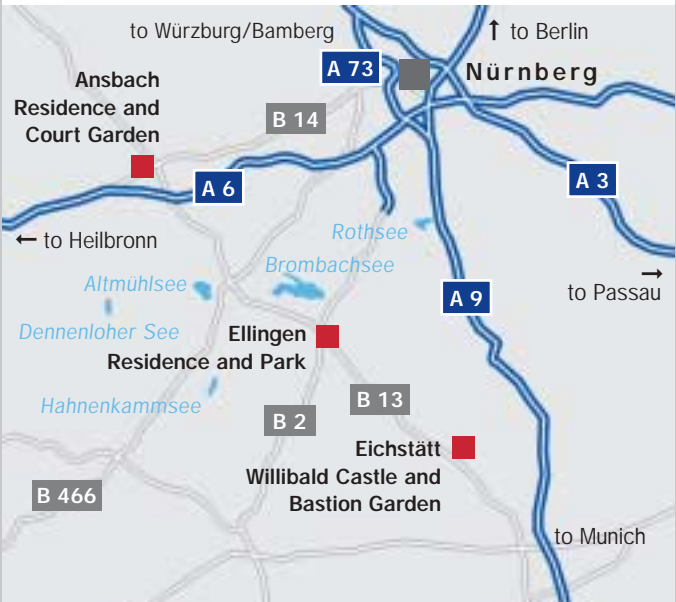 to Würzburg/Bamberg
↑ to Berlin
A 73
Nürnberg
Ansbach
Residence and
Court Garden
B 14
A 6
A 3
← to Heilbronn
Rothsee
Brombachsee
→
to Passau
Altmühlsee
A 9
Dennenloher See
Ellingen
Residence and Park
Hahnenkammsee
B 13
B 2
Eichstätt
Willibald Castle and
Bastion Garden
B 466
to Munich